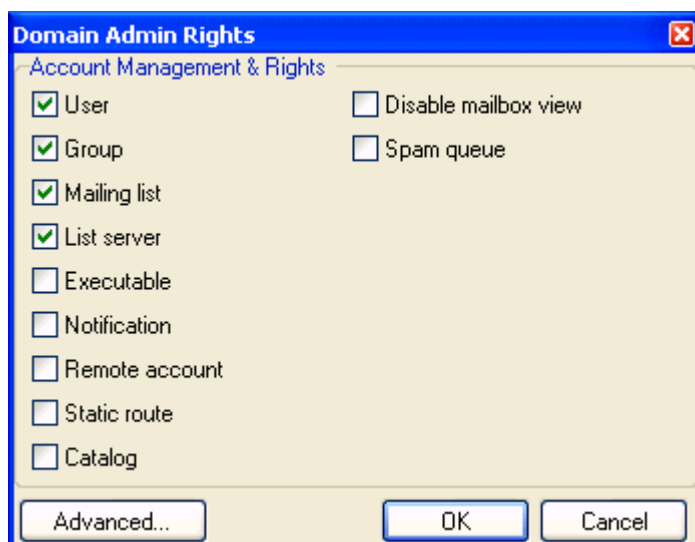 Domain Admin Rights
Account Management & Rights
User
Disable mailbox view
Group
Spam queue
Mailing list
List server
Executable
Notification
Remote account
Static route
Catalog
Advanced...
OK
Cancel